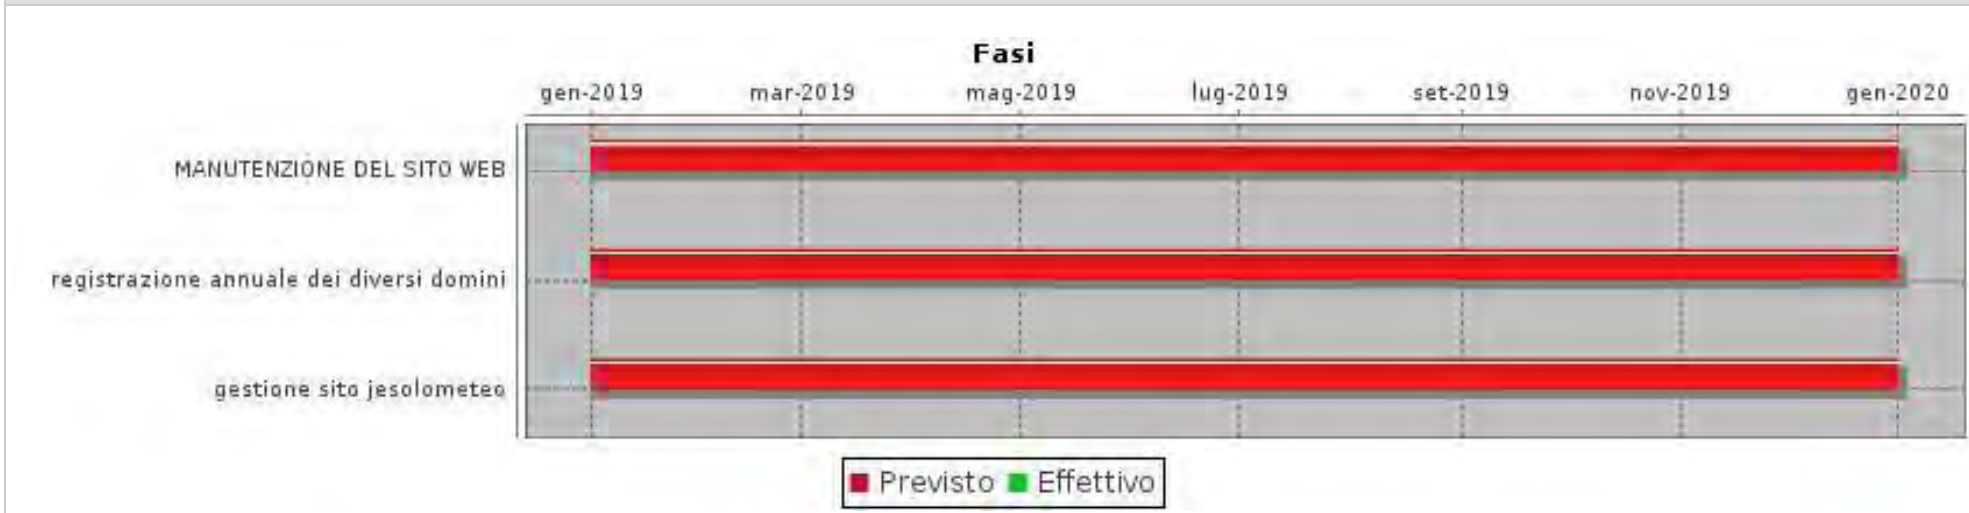 Fasi
gen-2019 mar-2019 mag-2019 lug-2019 set-2019 nov-2019 gen-2020
MANUTENZIONE DEL SITO WEB
registrazione annuale dei diversi domini
gestione sito jesolometeo
Previsto Effettivo